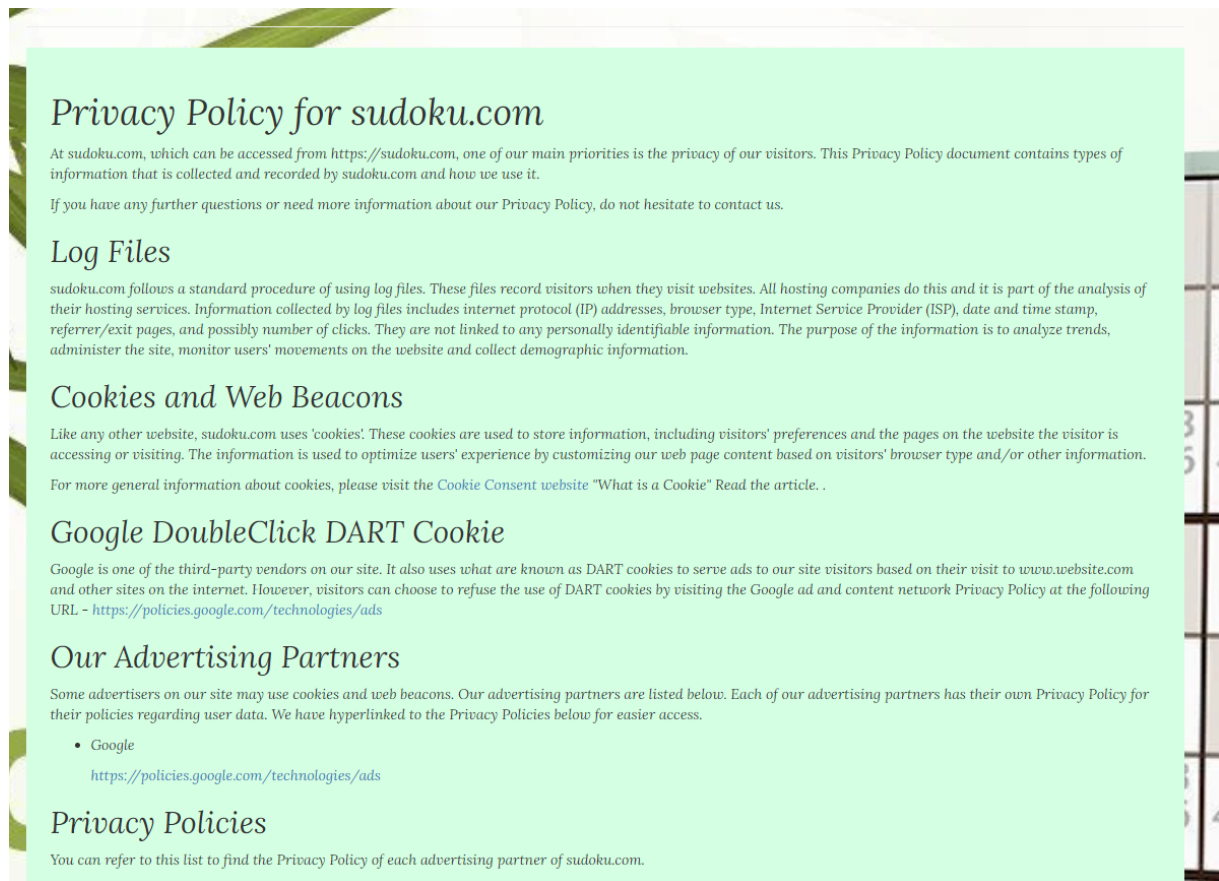 Privacy Policy for sudoku.com
At sudoku.com, which can be accessed from https://sudoku.com, one of our main priorities is the privacy of our visitors. This Privacy Policy document contains types of
information that is collected and recorded by sudoku.com and how we use it.
If you have any further questions or need more information about our Privacy Policy, do not hesitate to contact us.
Log Files
sudoku.com follows a standard procedure of using log files. These files record visitors when they visit websites. All hosting companies do this and it is part of the analysis of
their hosting services. Information collected by log files includes internet protocol (IP) addresses, browser type, Internet Service Provider (ISP), date and time stamp,
referrer/exit pages, and possibly number of clicks. They are not linked to any personally identifiable information. The purpose of the information is to analyze trends,
administer the site, monitor users' movements on the website and collect demographic information.
Cookies and Web Beacons
Like any other website, sudoku.com uses 'cookies'. These cookies are used to store information, including visitors' preferences and the pages on the website the visitor is
accessing or visiting. The information is used to optimize users' experience by customizing our web page content based on visitors' browser type and/or other information.
For more general information about cookies, please visit the Cookie Consent website "What is a Cookie" Read the article. .
Google DoubleClick DART Cookie
Google is one of the third-party vendors on our site. It also uses what are known as DART cookies to serve ads to our site visitors based on their visit to www.website.com
and other sites on the internet. However, visitors can choose to refuse the use of DART cookies by visiting the Google ad and content network Privacy Policy at the following
URL - https://policies.google.com/technologies/ads
Our Advertising Partners
Some advertisers on our site may use cookies and web beacons. Our advertising partners are listed below. Each of our advertising partners has their own Privacy Policy for
their policies regarding user data. We have hyperlinked to the Privacy Policies below for easier access.
• Google
https://policies.google.com/technologies/ads
Privacy Policies
You can refer to this list to find the Privacy Policy of each advertising partner of sudoku.com.